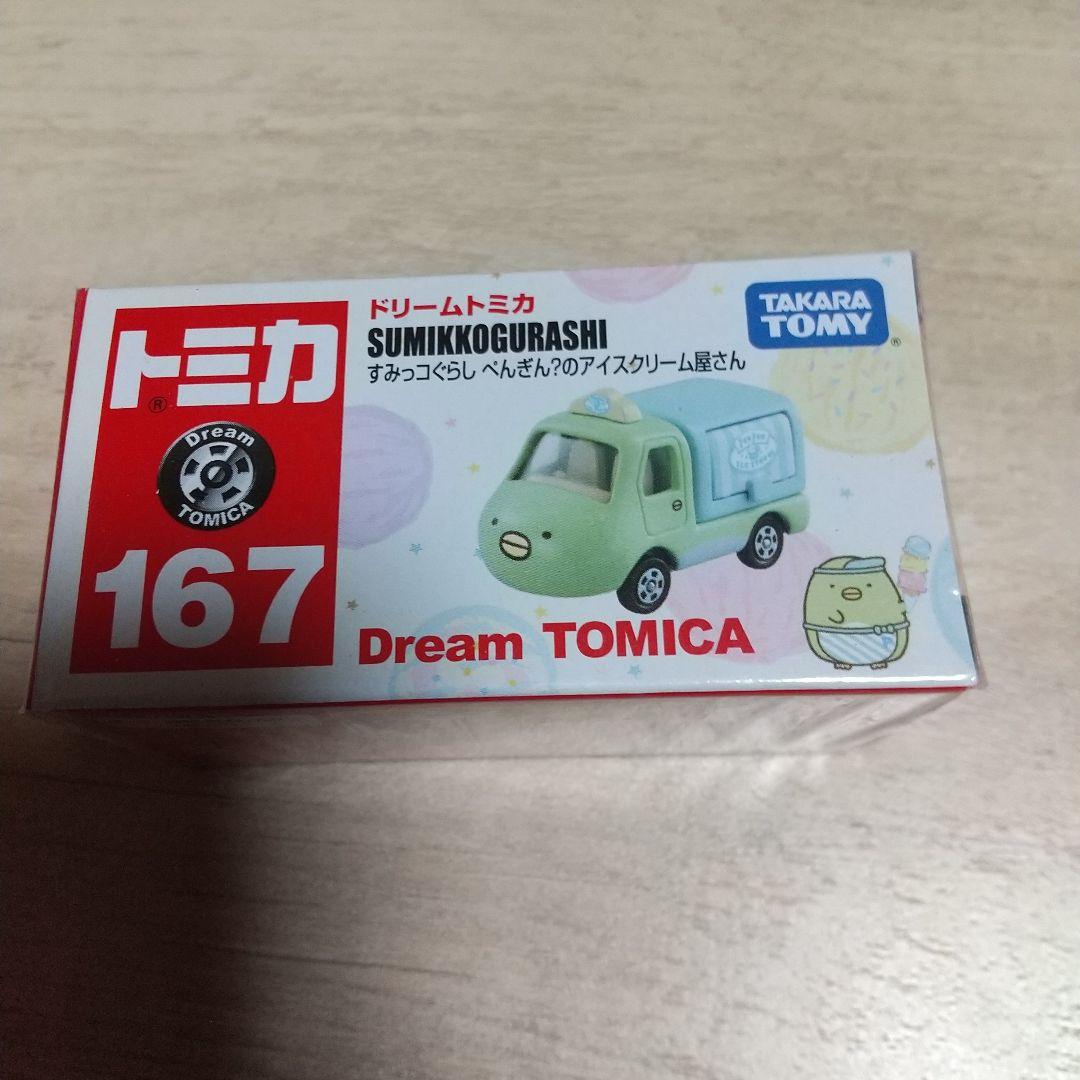 トミカ
®
Dream
TOMICA
167
ドリームトミカ
SUMIKKOGURASHI
すみっコぐらし ぺんぎん?のアイスクリーム屋さん
TAKARA
TOMY
®
Dream TOMICA